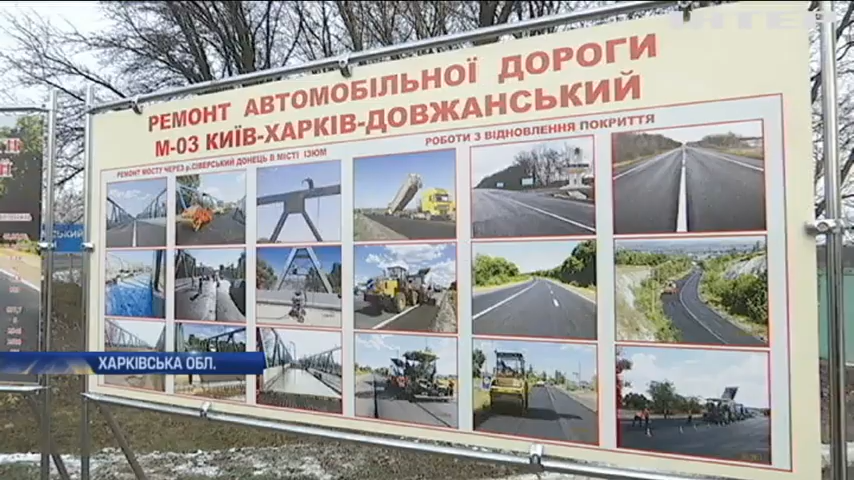 ІНТЕР
РЕМОНТ АВТОМОБІЛЬНОЇ ДОРОГИ
М-03 КИЇВ-ХАРКІВ-ДОВЖАНСЬКИЙ
РЕМОНТ МОСТУ ЧЕРЕЗ р.СІВЕРСЬКИЙ ДОНЕЦЬ В МІСТІ ІЗЮМ
РОБОТИ З ВІДНОВЛЕННЯ ПОКРИТТЯ
ХАРКІВСЬКА ОБЛ.